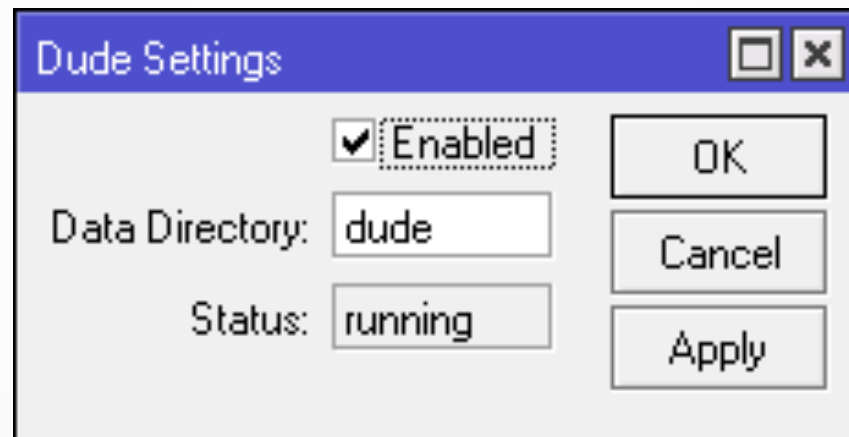 Dude Settings
Enabled
OK
Data Directory: dude
Cancel
Status: running
Apply